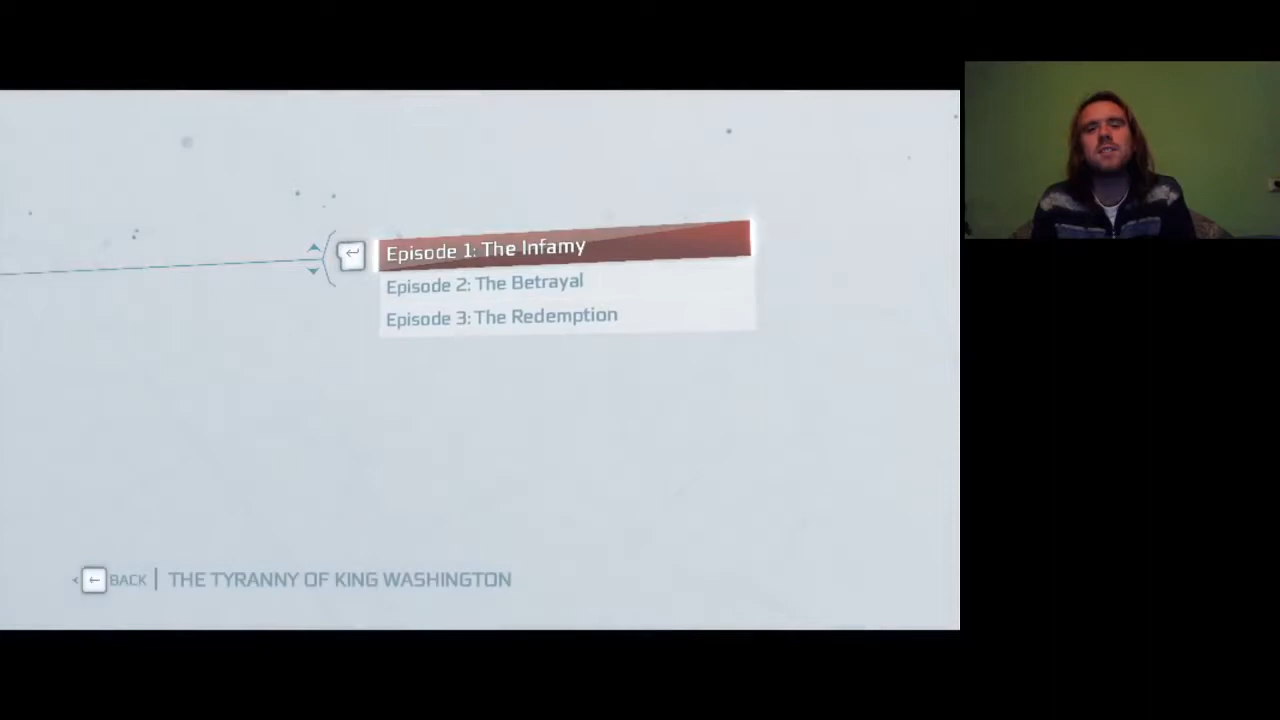 Episode 1: The Infamy
Episode 2: The Betrayal
Episode 3: The Redemption
BACK | THE TYRANNY OF KING WASHINGTON